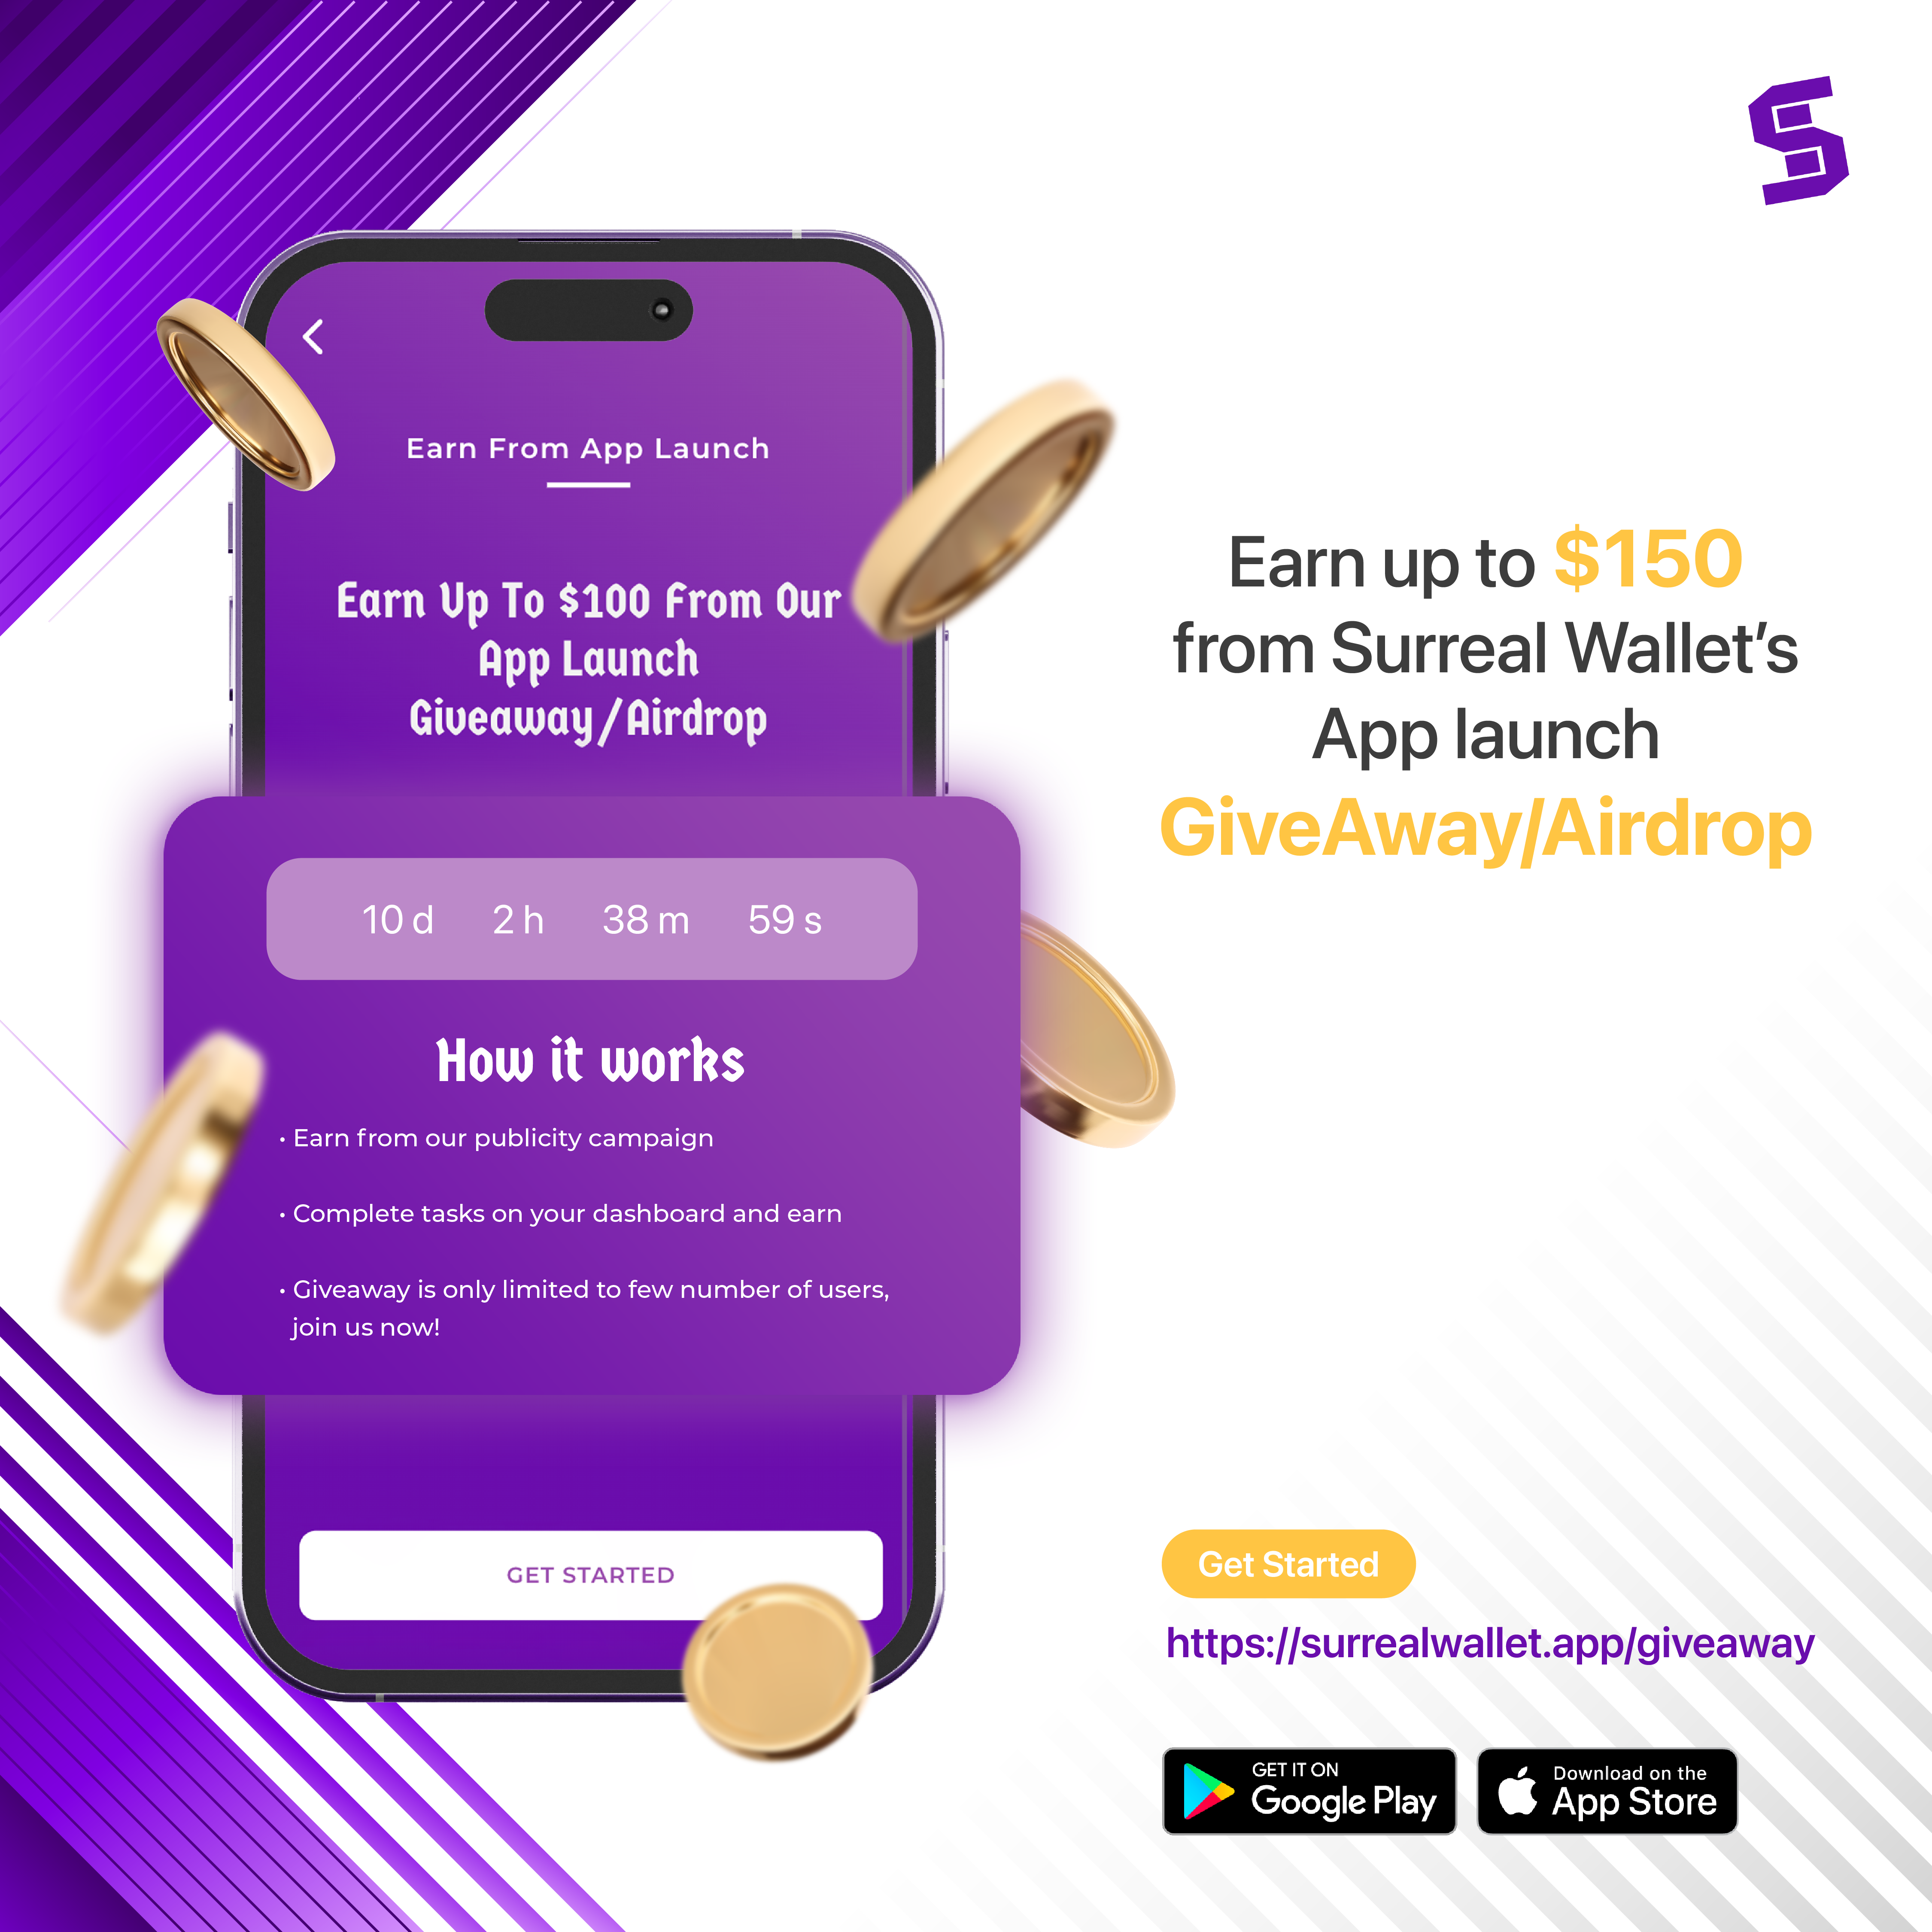 Earn From App Launch
Earn Up To $100 From Our
App Launch
Giveaway/Airdrop
10 d 2 h 38 m 59 s
How it works
• Earn from our publicity campaign
• Complete tasks on your dashboard and earn
• Giveaway is only limited to few number of users,
join us now!
GET STARTED
Earn up to $150
from Surreal Wallet’s
App launch
GiveAway/Airdrop
Get Started
https://surrealwallet.app/giveaway
GET IT ON
Google Play
Download on the
App Store